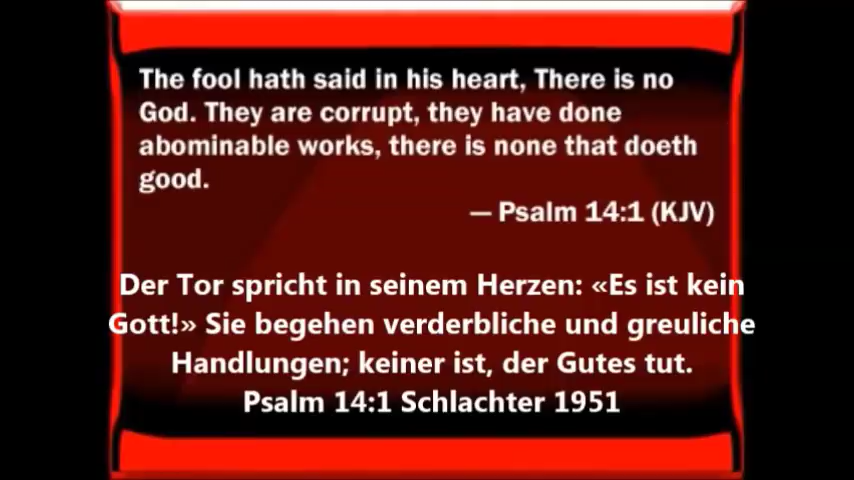 The fool hath said in his heart, There is no
God. They are corrupt, they have done
abominable works, there is none that doeth
good.
— Psalm 14:1 (KJV)
Der Tor spricht in seinem Herzen: «Es ist kein
Gott!» Sie begehen verderbliche und greuliche
Handlungen; keiner ist, der Gutes tut.
Psalm 14:1 Schlachter 1951